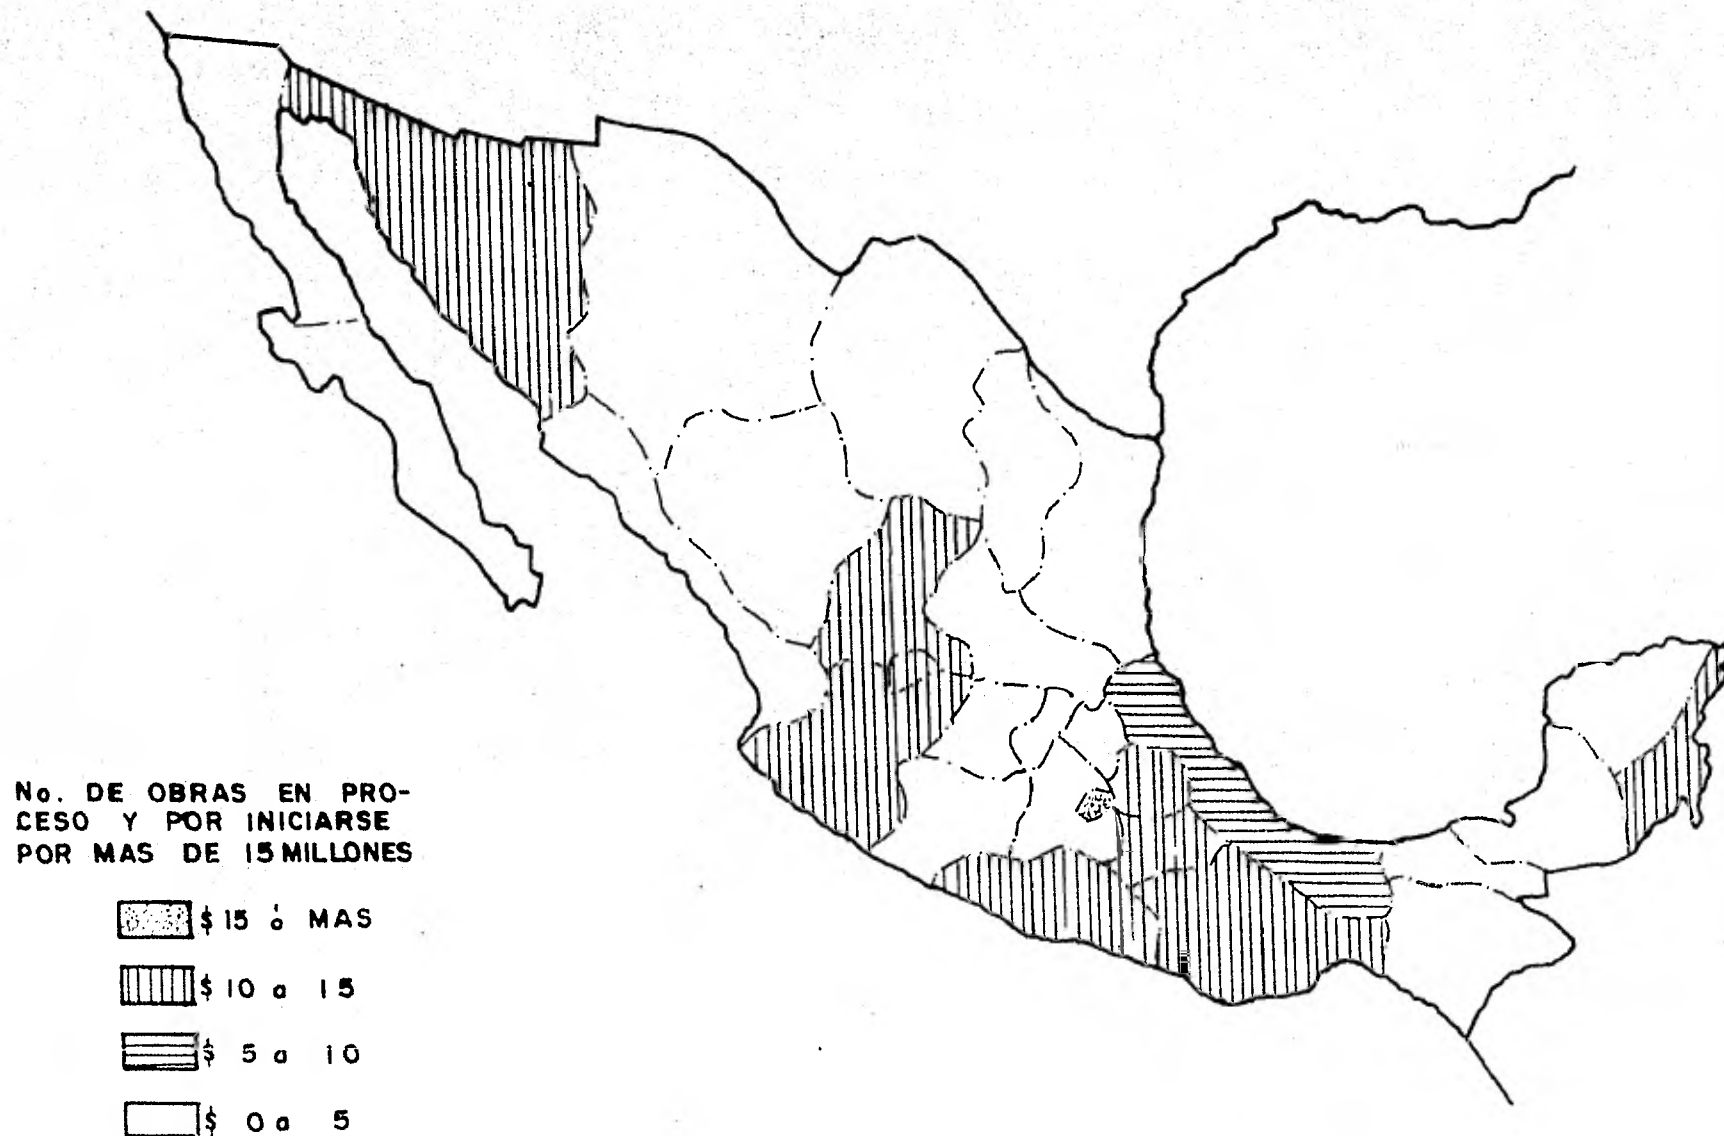 No. DE OBRAS EN PRO-
CESO Y POR INICIARSE
POR MAS DE 15 MILLONES
$ 15 ó MAS
$ 10 a 15
$ 5 a 10
$ 0 a 5